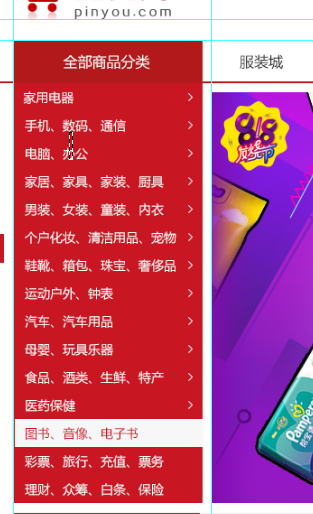 pinyou.com
全部商品分类
服装城
家用电器
手机、数码、通信
电脑、办公
家居、家具、家装、厨具
男装、女装、童装、内衣
个户化妆、清洁用品、宠物
鞋靴、箱包、珠宝、奢侈品
运动户外、钟表
汽车、汽车用品
母婴、玩具乐器
食品、酒类、生鲜、特产
医药保健
图书、音像、电子书
彩票、旅行、充值、票务
理财、众筹、白条、保险
Pampers